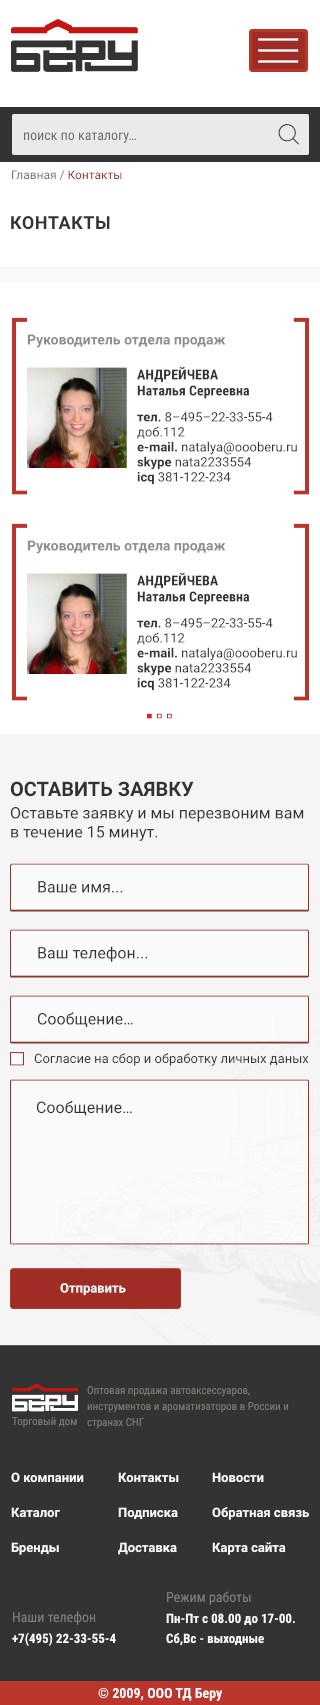 БЕРУ
поиск по каталогу...
Главная / Контакты
КОНТАКТЫ
Руководитель отдела продаж
АНДРЕЙЧЕВА
Наталья Сергеевна
тел. 8-495-22-33-55-4
доб.112
e-mail. natalya@oooberu.ru
skype nata2233554
icq 381-122-234
Руководитель отдела продаж
АНДРЕЙЧЕВА
Наталья Сергеевна
тел. 8-495-22-33-55-4
доб.112
e-mail. natalya@oooberu.ru
skype nata2233554
icq 381-122-234
ОСТАВИТЬ ЗАЯВКУ
Оставьте заявку и мы перезвоним вам
в течение 15 минут.
Ваше имя...
Ваш телефон...
Сообщение...
Согласие на сбор и обработку личных даных
Сообщение...
Отправить
БЕРУ
Торговый дом
Оптовая продажа автоаксессуаров,
инструментов и ароматизаторов в России и
странах СНГ
О компании Контакты Новости
Каталог Подписка Обратная связь
Бренды Доставка Карта сайта
Наши телефон
+7(495) 22-33-55-4
Режим работы
Пн-Пт с 08.00 до 17-00.
Сб,Вс - выходные
© 2009, ООО ТД Беру